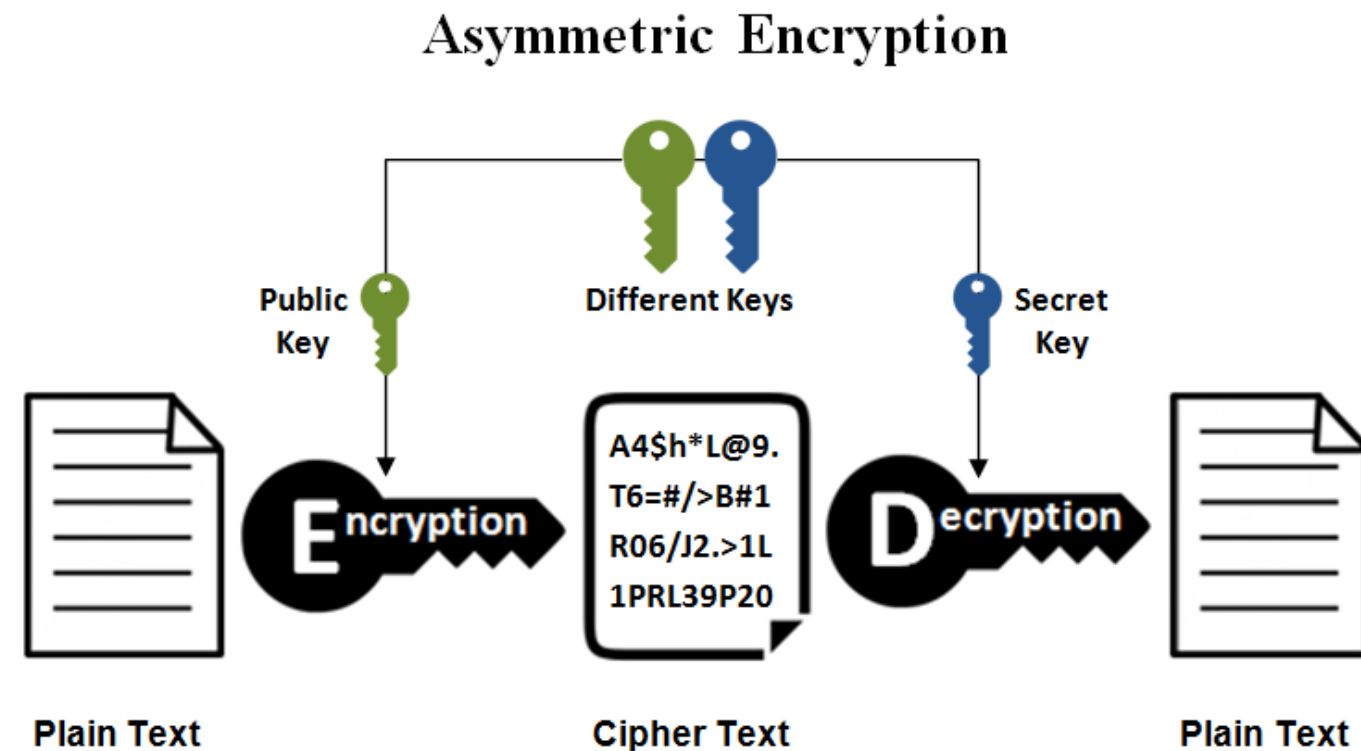 Asymmetric Encryption
Public
Key
Different Keys
Secret
Key
Encryption
A4$h*L@9.
T6=#/>B#1
R06/J2.>1L
1PRL39P20
Decryption
Plain Text
Cipher Text
Plain Text